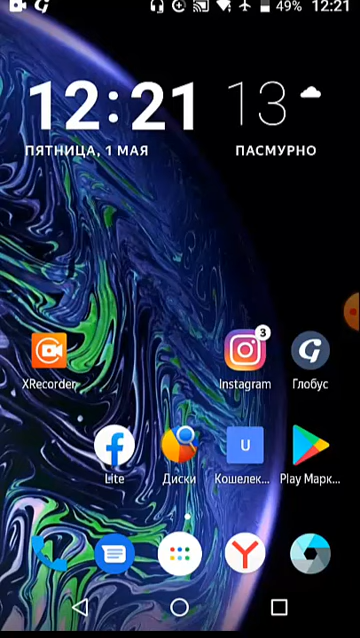 49% 12:21
12:21 13
ПЯТНИЦА, 1 МАЯ ПАСМУРНО
3
XRecorder Instagram Глобус
U
Lite Диски Кошелек... Play Марк...